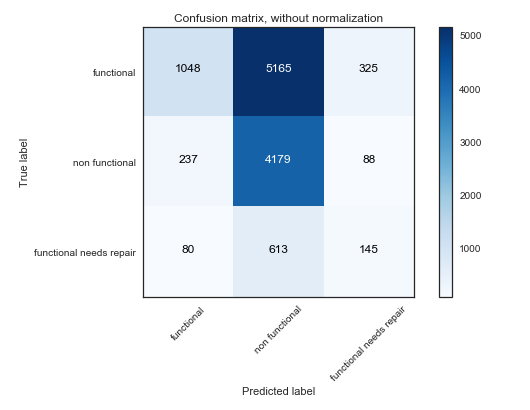 Confusion matrix, without normalization
functional 1048 5165 325
non functional 237 4179 88
functional needs repair 80 613 145
functional non functional functional needs repair
True label
Predicted label
5000
4000
3000
2000
1000